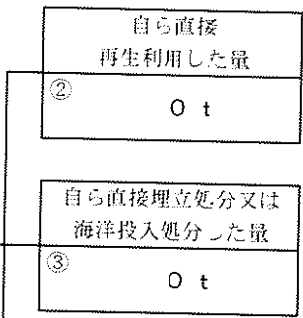 自ら直接
再生利用した量
②
0 t
自ら直接埋立処分又は
海洋投入処分した量
③
0 t